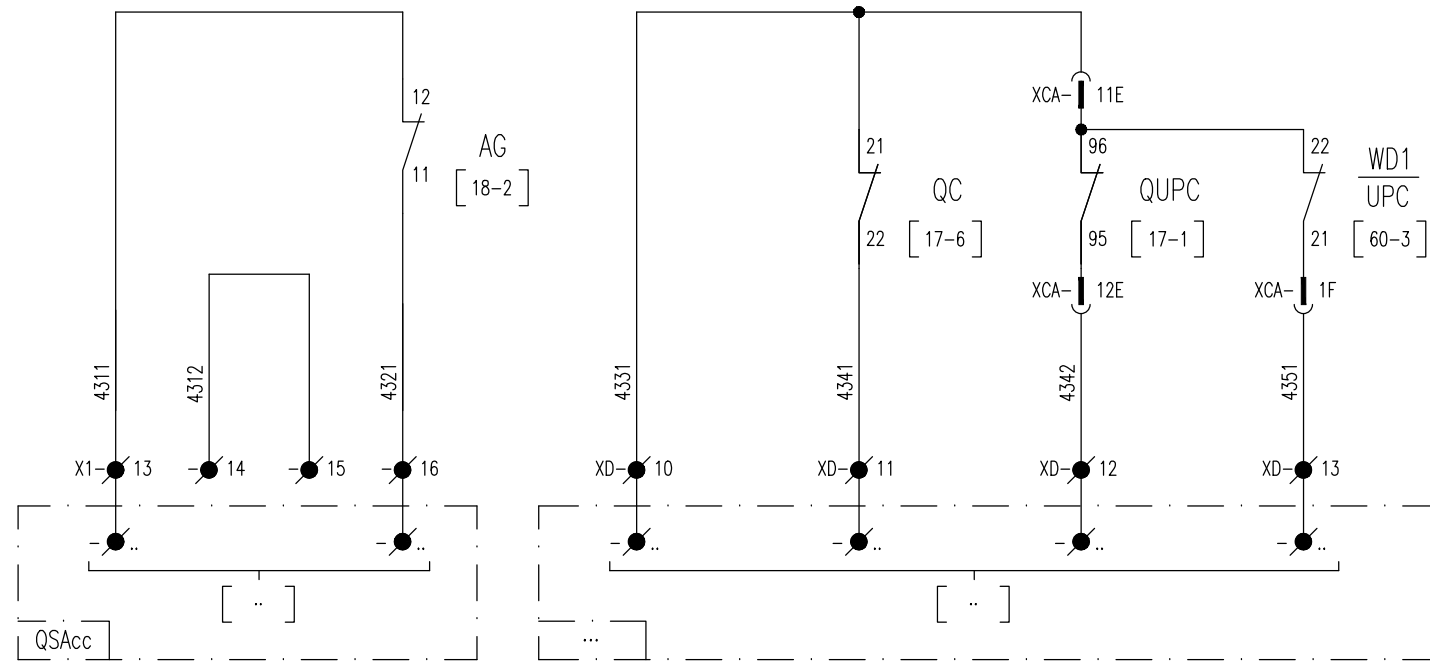 12
XCA- 11E
AG
11
[18-2]
21
96
22
WD1
UPC
QC
QUPC
22
[17-6]
95
[17-1]
21
[60-3]
XCA- 12E
XCA- 1F
4311
4312
4321
4331
4341
4342
4351
X1- 13
- 14
- 15
- 16
XD- 10
XD- 11
XD- 12
XD- 13
- ..
- ..
- ..
- ..
- ..
- ..
[ .. ]
[ .. ]
QSAcc
...